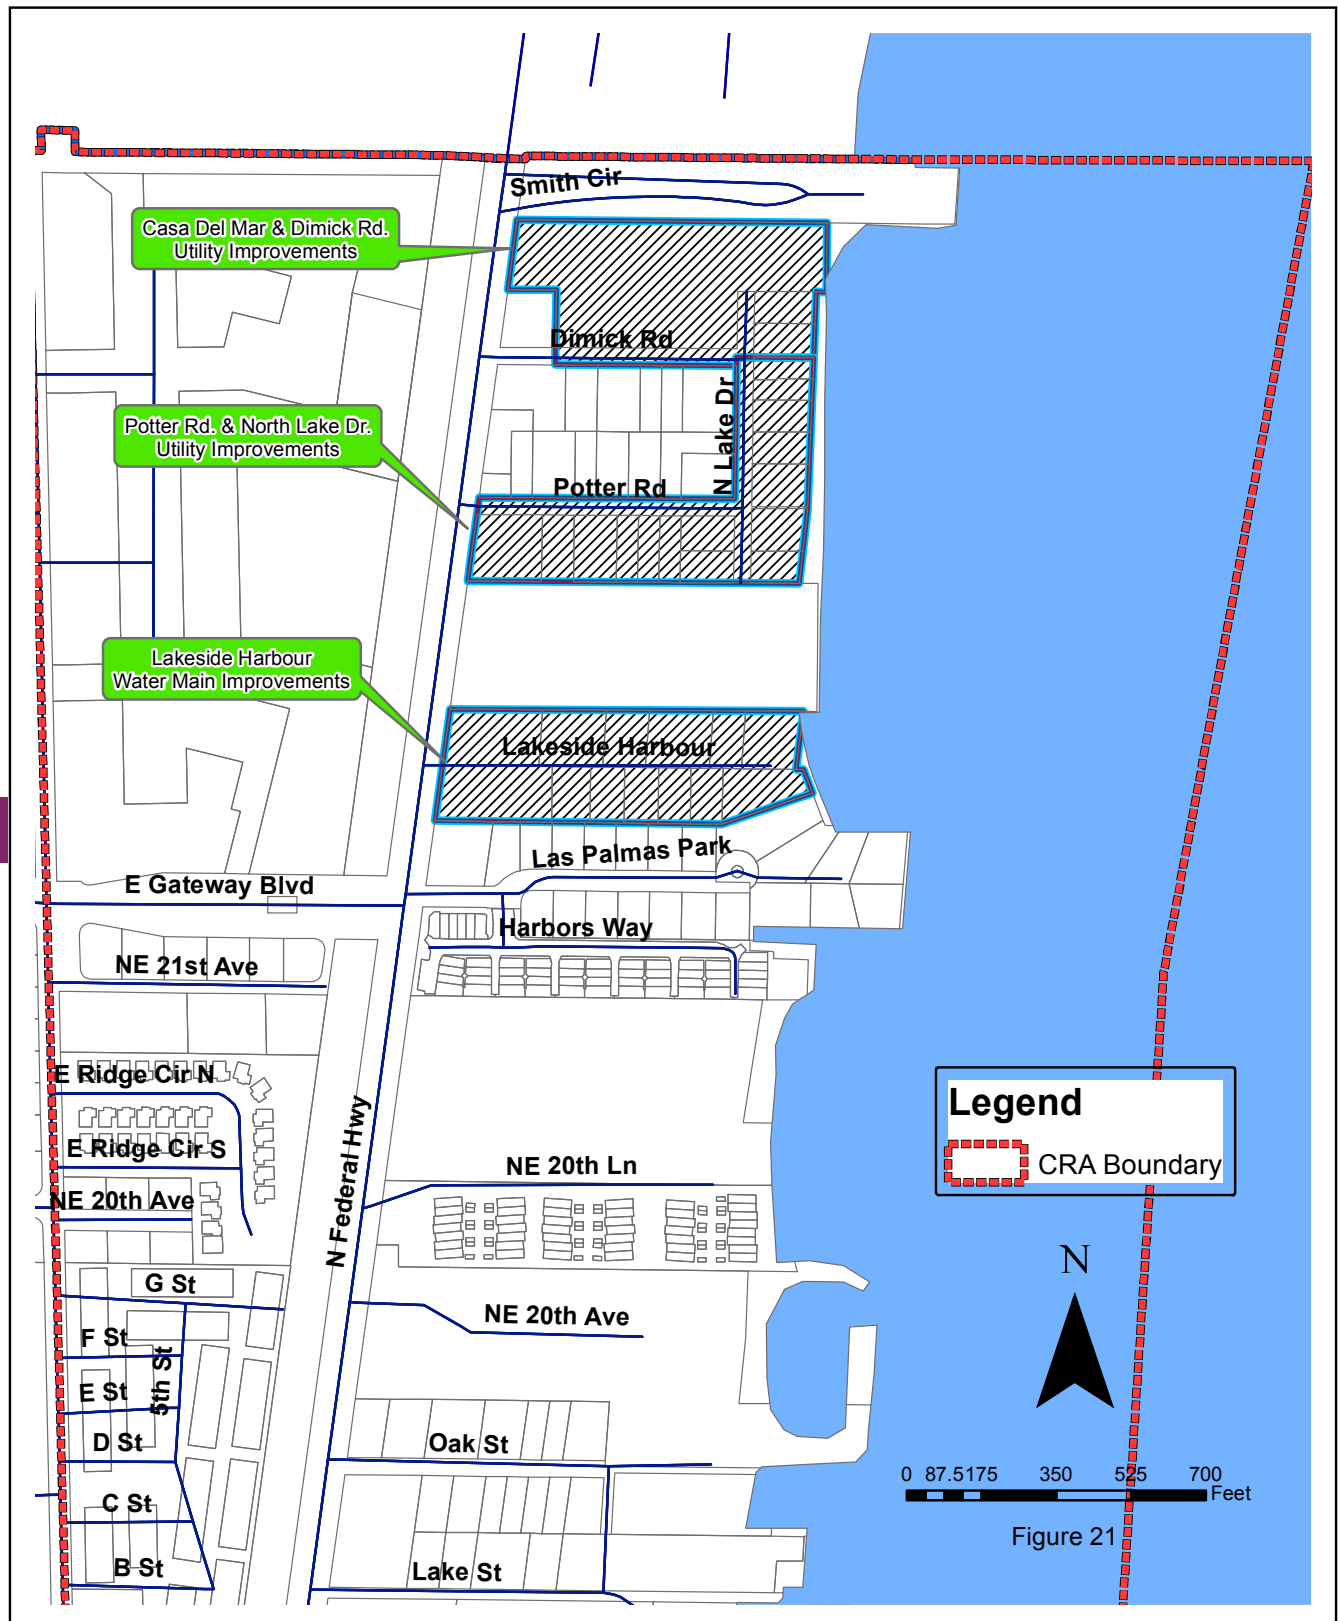 Smith Cir
Casa Del Mar & Dimick Rd.
Utility Improvements
Dimick Rd
N Lake Dr
Potter Rd. & North Lake Dr.
Utility Improvements
Potter Rd
Lakeside Harbour
Water Main Improvements
Lakeside Harbour
Las Palmas Park
E Gateway Blvd
Harbors Way
NE 21st Ave
E Ridge Cir N
Legend
CRA Boundary
E Ridge Cir S
N Federal Hwy
NE 20th Ln
NE 20th Ave
N
G St
NE 20th Ave
F St
5th St
E St
D St
Oak St
0 87.5 175 350 525 700
Feet
C St
Figure 21
B St
Lake St